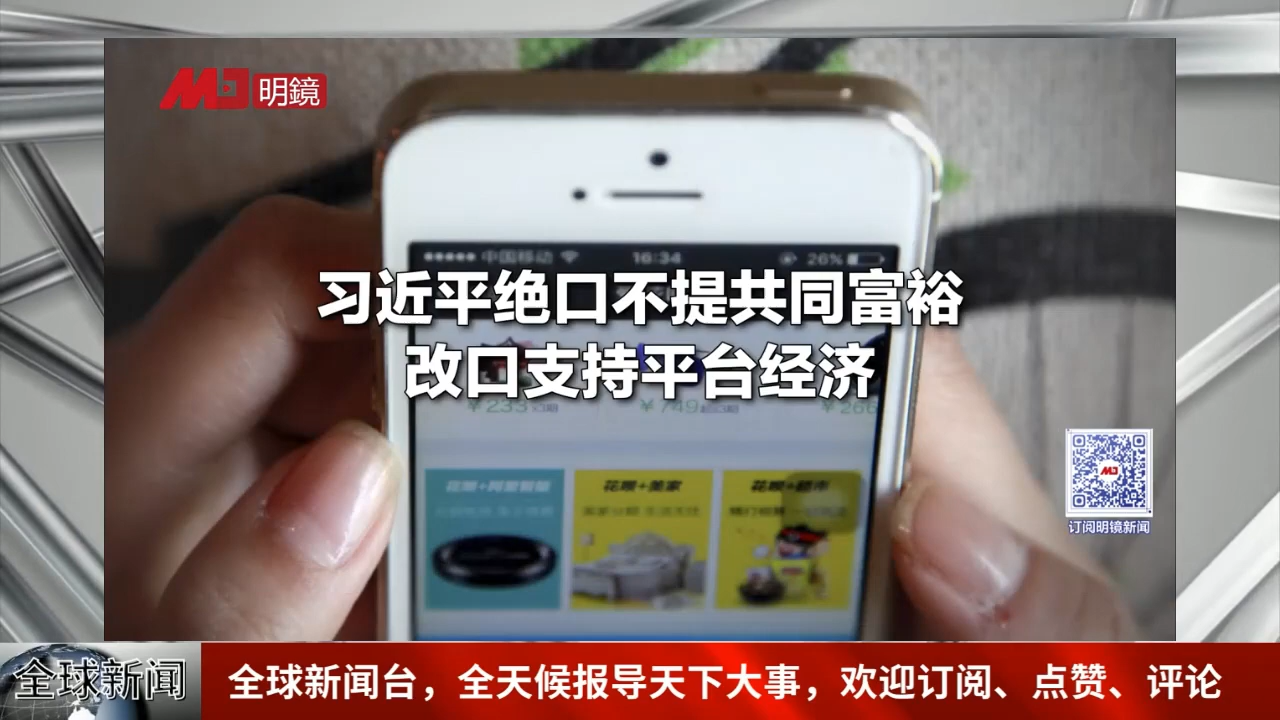 明鏡
中国移动 16:34 26%
习近平绝口不提共同富裕
改口支持平台经济
¥233 ¥749 ¥266
花呗+美家 花呗+超市
订阅明镜新闻
全球新闻
全球新闻台，全天候报导天下大事，欢迎订阅、点赞、评论